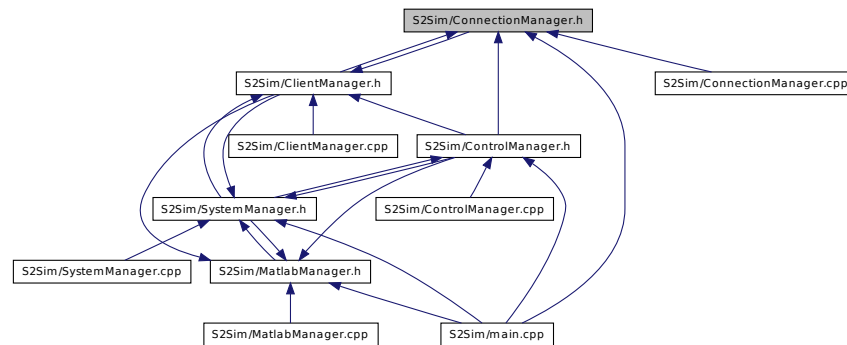 S2Sim/ConnectionManager.h
S2Sim/ClientManager.h
S2Sim/ConnectionManager.cpp
S2Sim/ClientManager.cpp
S2Sim/ControlManager.h
S2Sim/SystemManager.h
S2Sim/ControlManager.cpp
S2Sim/SystemManager.cpp
S2Sim/MatlabManager.h
S2Sim/MatlabManager.cpp
S2Sim/main.cpp